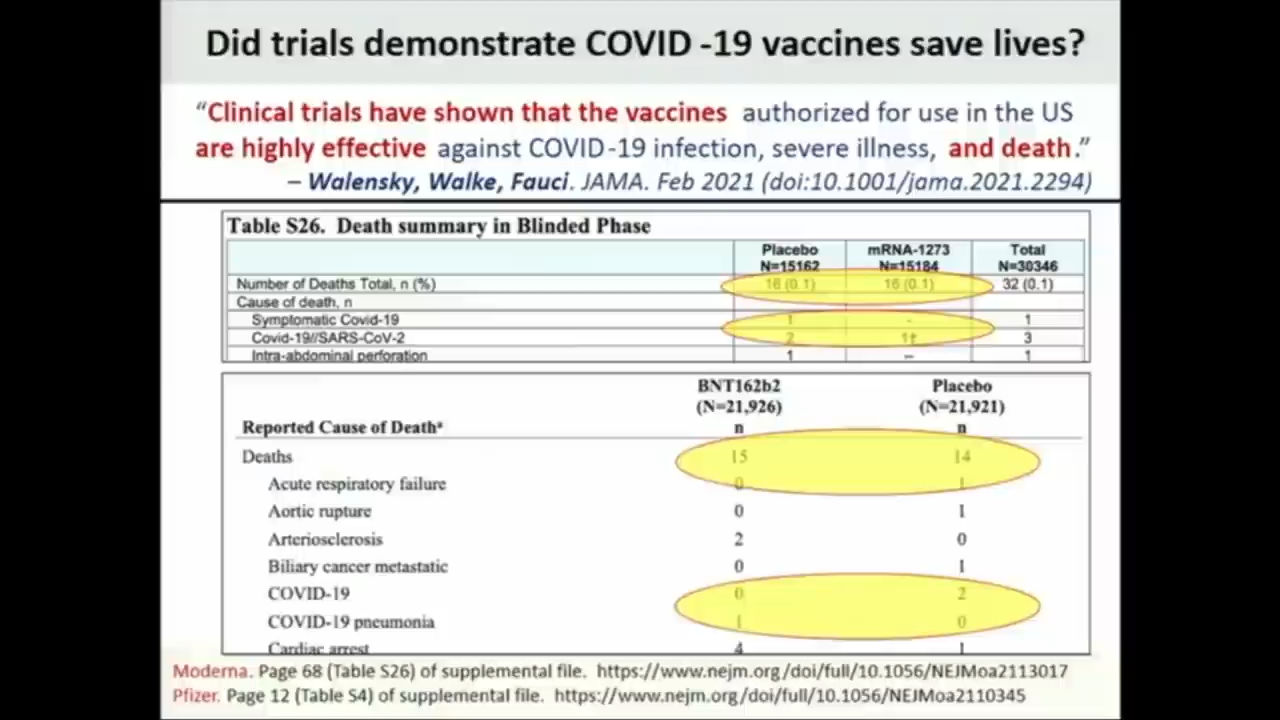 Did trials demonstrate COVID -19 vaccines save lives?
“Clinical trials have shown that the vaccines authorized for use in the US
are highly effective against COVID-19 infection, severe illness, and death.”
– Walensky, Walke, Fauci. JAMA. Feb 2021 (doi:10.1001/jama.2021.2294)
Table S26. Death summary in Blinded Phase
Placebo mRNA-1273 Total
N=15162 N=15184 N=30346
Number of Deaths Total, n (%) 16 (0.1) 16 (0.1) 32 (0.1)
Cause of death, n
Symptomatic Covid-19 1 - 1
Covid-19//SARS-CoV-2 2 1† 3
Intra-abdominal perforation 1 – 1
BNT162b2 Placebo
(N=21,926) (N=21,921)
Reported Cause of Deathᵃ n n
Deaths 15 14
Acute respiratory failure 0 1
Aortic rupture 0 1
Arteriosclerosis 2 0
Biliary cancer metastatic 0 1
COVID-19 0 2
COVID-19 pneumonia 1 0
Cardiac arrest 4 1
Moderna. Page 68 (Table S26) of supplemental file. https://www.nejm.org/doi/full/10.1056/NEJMoa2113017
Pfizer. Page 12 (Table S4) of supplemental file. https://www.nejm.org/doi/full/10.1056/NEJMoa2110345